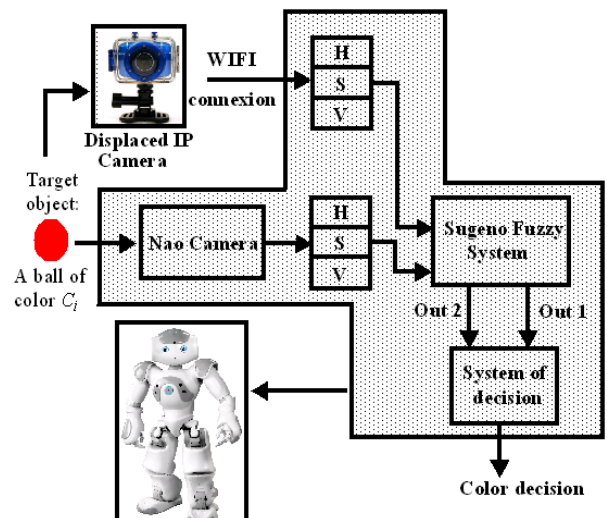 WIFI
connexion
H
S
V
Displaced IP
Camera
Target
object:
A ball of
color Cᵢ
Nao Camera
H
S
V
Sugeno Fuzzy
System
Out 2
Out 1
System of
decision
Color decision